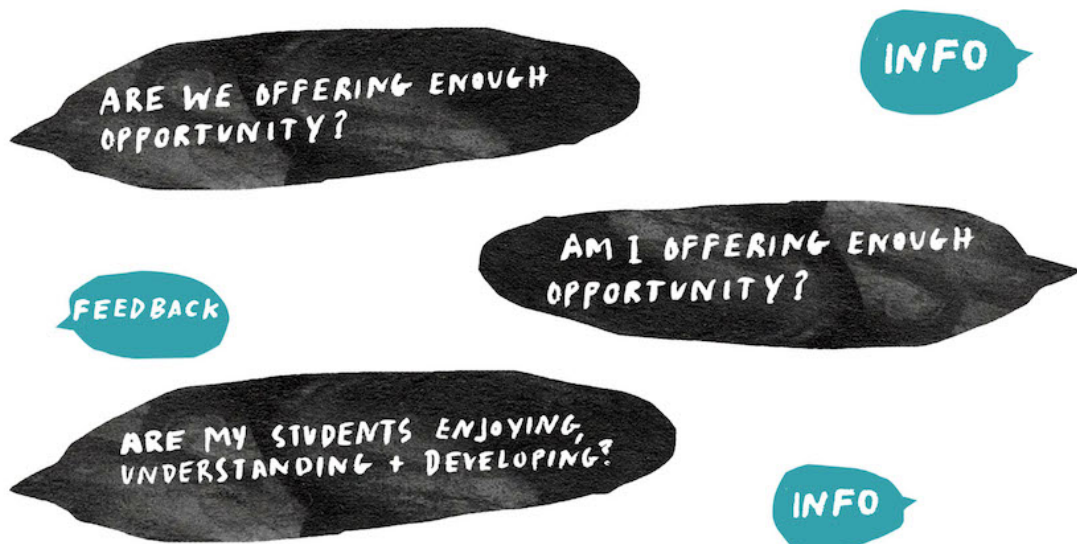 ARE WE OFFERING ENOUGH
OPPORTUNITY?
INFO
AM I OFFERING ENOUGH
OPPORTUNITY?
FEEDBACK
ARE MY STUDENTS ENJOYING,
UNDERSTANDING + DEVELOPING?
INFO